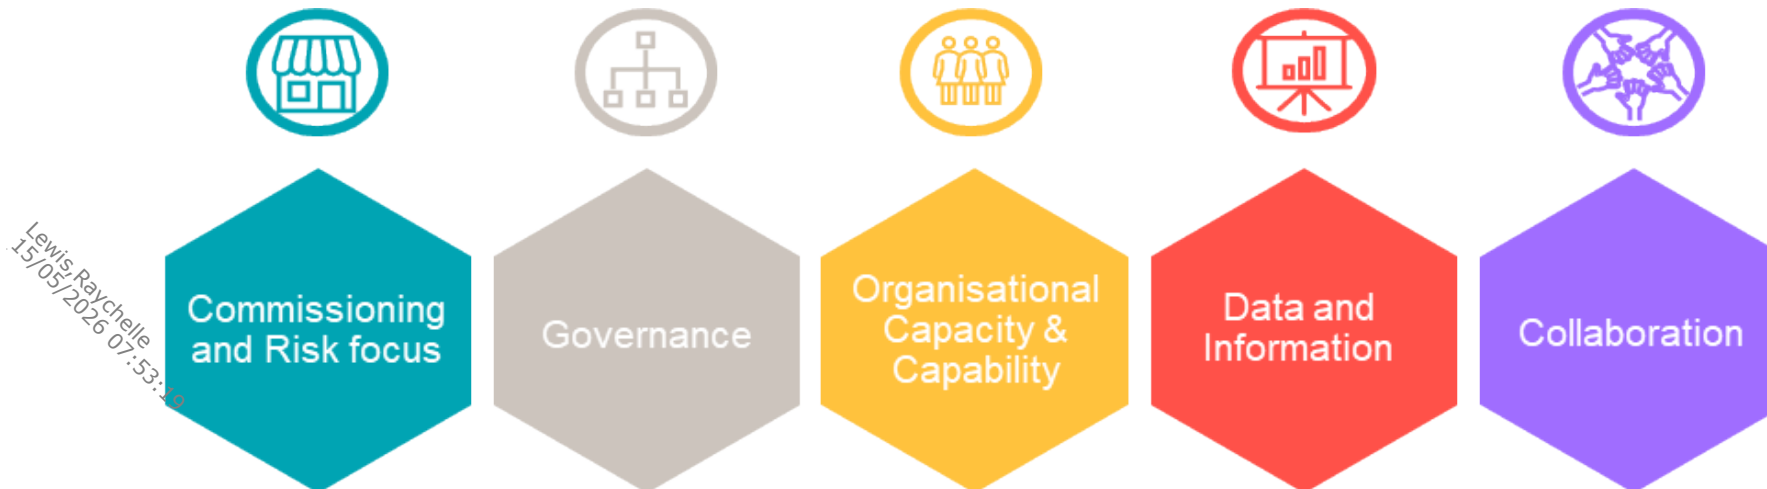 Lewis,Raychelle
15/05/2026 07:53:19
Commissioning
and Risk focus
Governance
Organisational
Capacity &
Capability
Data and
Information
Collaboration